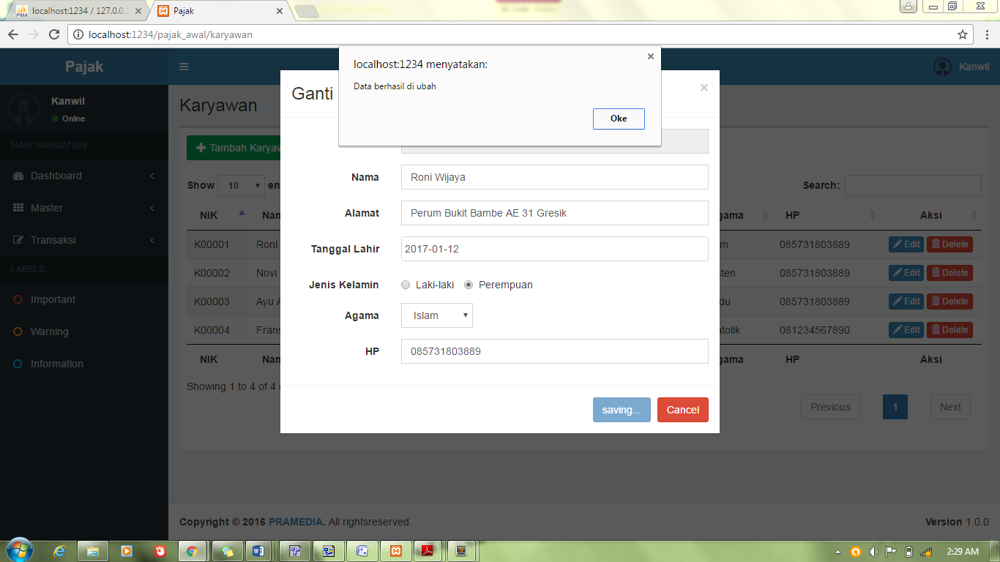 localhost:1234 / 127.0.0.1
Pajak
localhost:1234/pajak_awal/karyawan
Pajak
Kanwil
localhost:1234 menyatakan:
Data berhasil di ubah
Oke
Kanwil
Online
MAIN NAVIGATION
Dashboard
Master
Transaksi
LABELS
Important
Warning
Information
Karyawan
Tambah Karyaw
Show 10 en
Search:
NIK Nan gama HP Aksi
K00001 Roni m 085731803889 Edit Delete
K00002 Novi sten 085731803889 Edit Delete
K00003 Ayu A du 085731803889 Edit Delete
K00004 Frans atolik 081234567890 Edit Delete
NIK Nan gama HP Aksi
Showing 1 to 4 of 4 e
Previous 1 Next
Ganti
Nama Roni Wijaya
Alamat Perum Bukit Bambe AE 31 Gresik
Tanggal Lahir 2017-01-12
Jenis Kelamin Laki-laki Perempuan
Agama Islam
HP 085731803889
saving... Cancel
Copyright © 2016 PRAMEDIA. All rightsreserved.
Version 1.0.0
2:29 AM